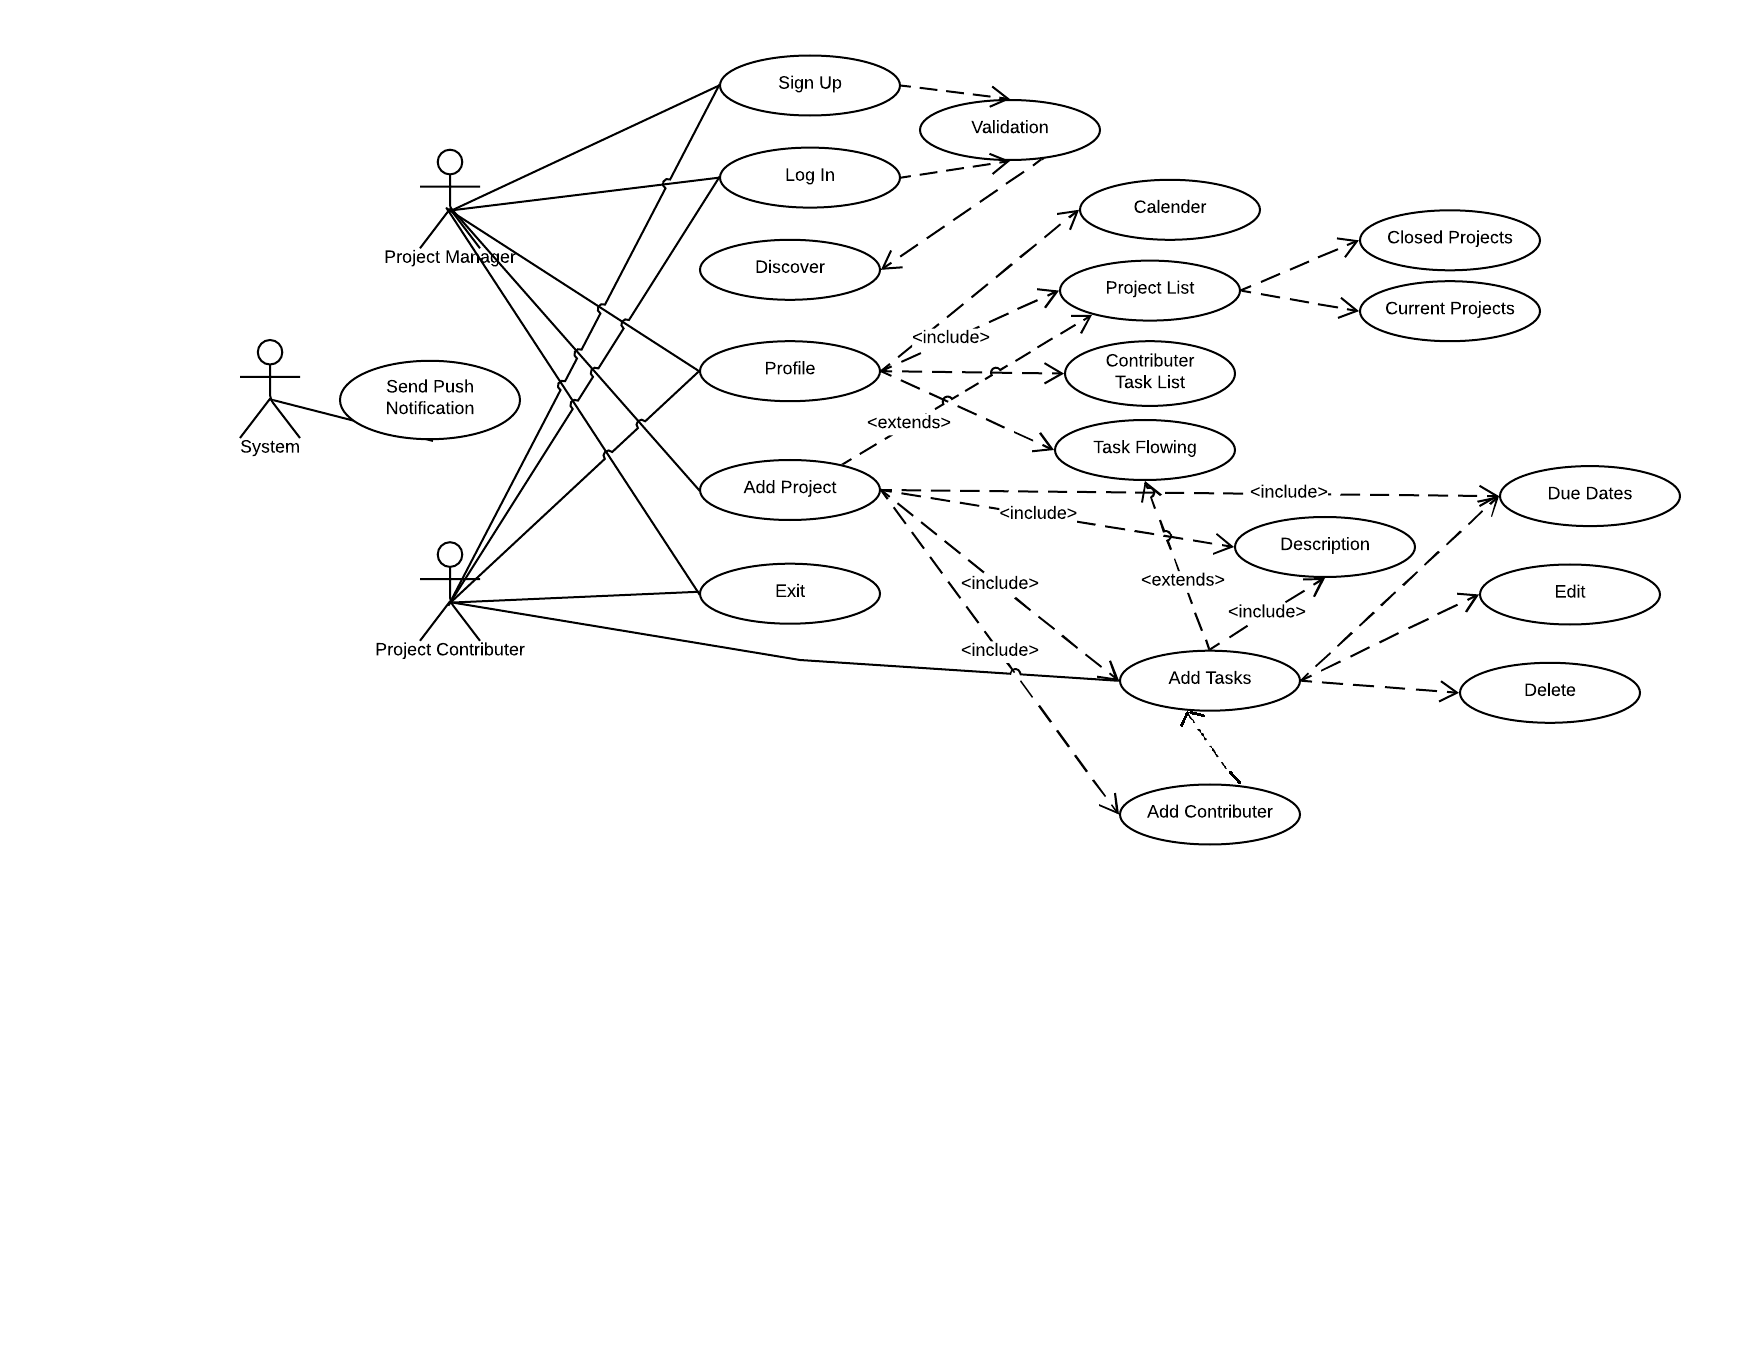 Sign Up
Validation
Log In
Calender
Closed Projects
Project Manager
Discover
Project List
Current Projects
<include>
Profile
Contributer
Task List
Send Push
Notification
<extends>
System
Task Flowing
Add Project
<include>
Due Dates
<include>
Description
<include>
<extends>
Exit
Edit
<include>
Project Contributer
<include>
Add Tasks
Delete
Add Contributer